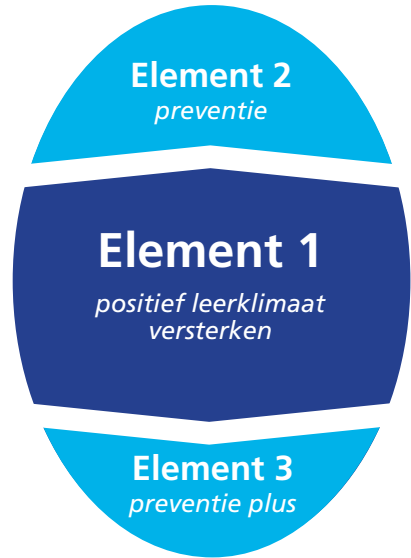 Element 2
preventie
Element 1
positief leerklimaat
versterken
Element 3
preventie plus